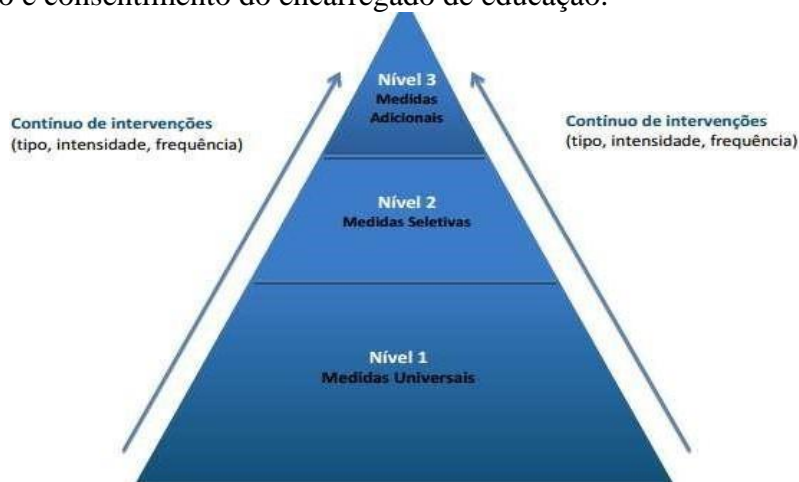 o e consentimento do encarregado de educação.
Nível 3
Medidas
Adicionais
Contínuo de intervenções
(tipo, intensidade, frequência)
Contínuo de intervenções
(tipo, intensidade, frequência)
Nível 2
Medidas Seletivas
Nível 1
Medidas Universais